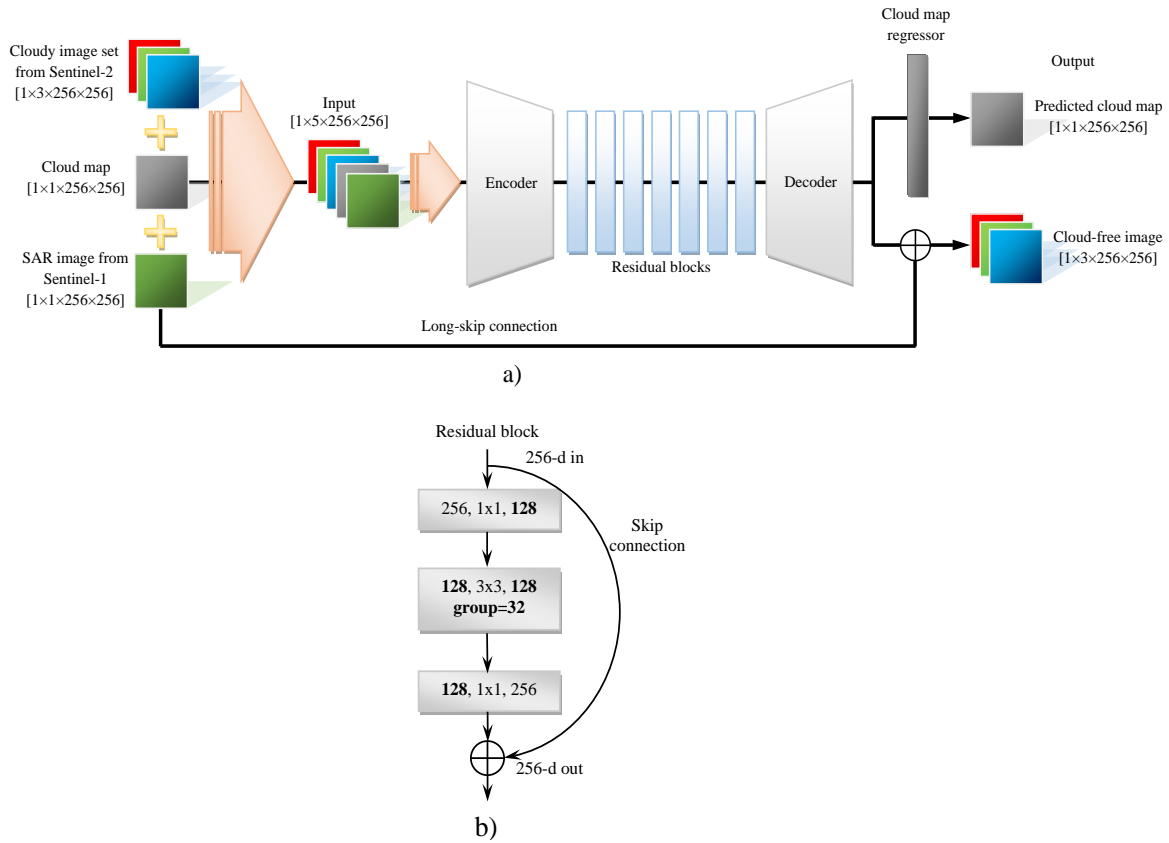 Cloudy image set
from Sentinel-2
[1×3×256×256]
Cloud map
[1×1×256×256]
SAR image from
Sentinel-1
[1×1×256×256]
Input
[1×5×256×256]
Encoder
Residual blocks
Decoder
Cloud map
regressor
Output
Predicted cloud map
[1×1×256×256]
Cloud-free image
[1×3×256×256]
Long-skip connection
a)
Residual block
256-d in
256, 1x1, 128
Skip
connection
128, 3x3, 128
group=32
128, 1x1, 256
256-d out
b)